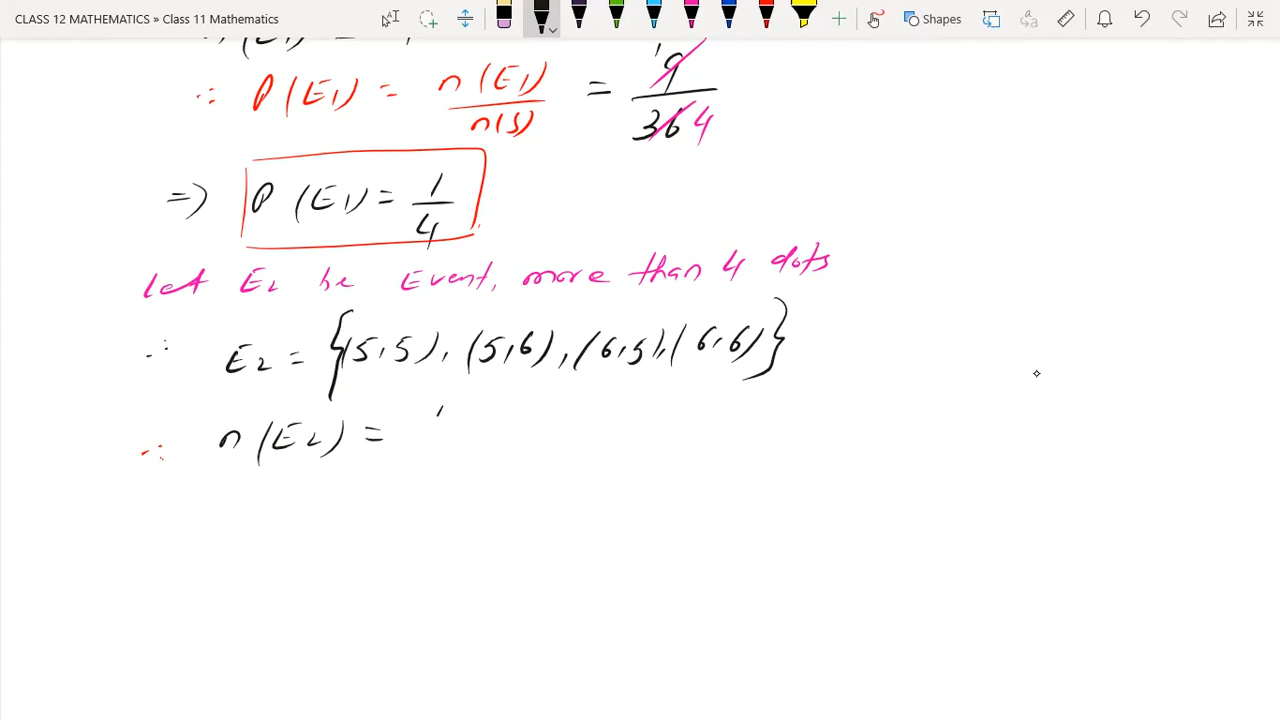 CLASS 12 MATHEMATICS » Class 11 Mathematics
Shapes
∴ P(E1) = n(E1)/n(S) = 9/36 1 4
=> P(E1) = 1/4
Let E2 be Event, more than 4 dots
∴ E2 = {(5,5), (5,6), (6,5), (6,6)}
∴ n(E2) =